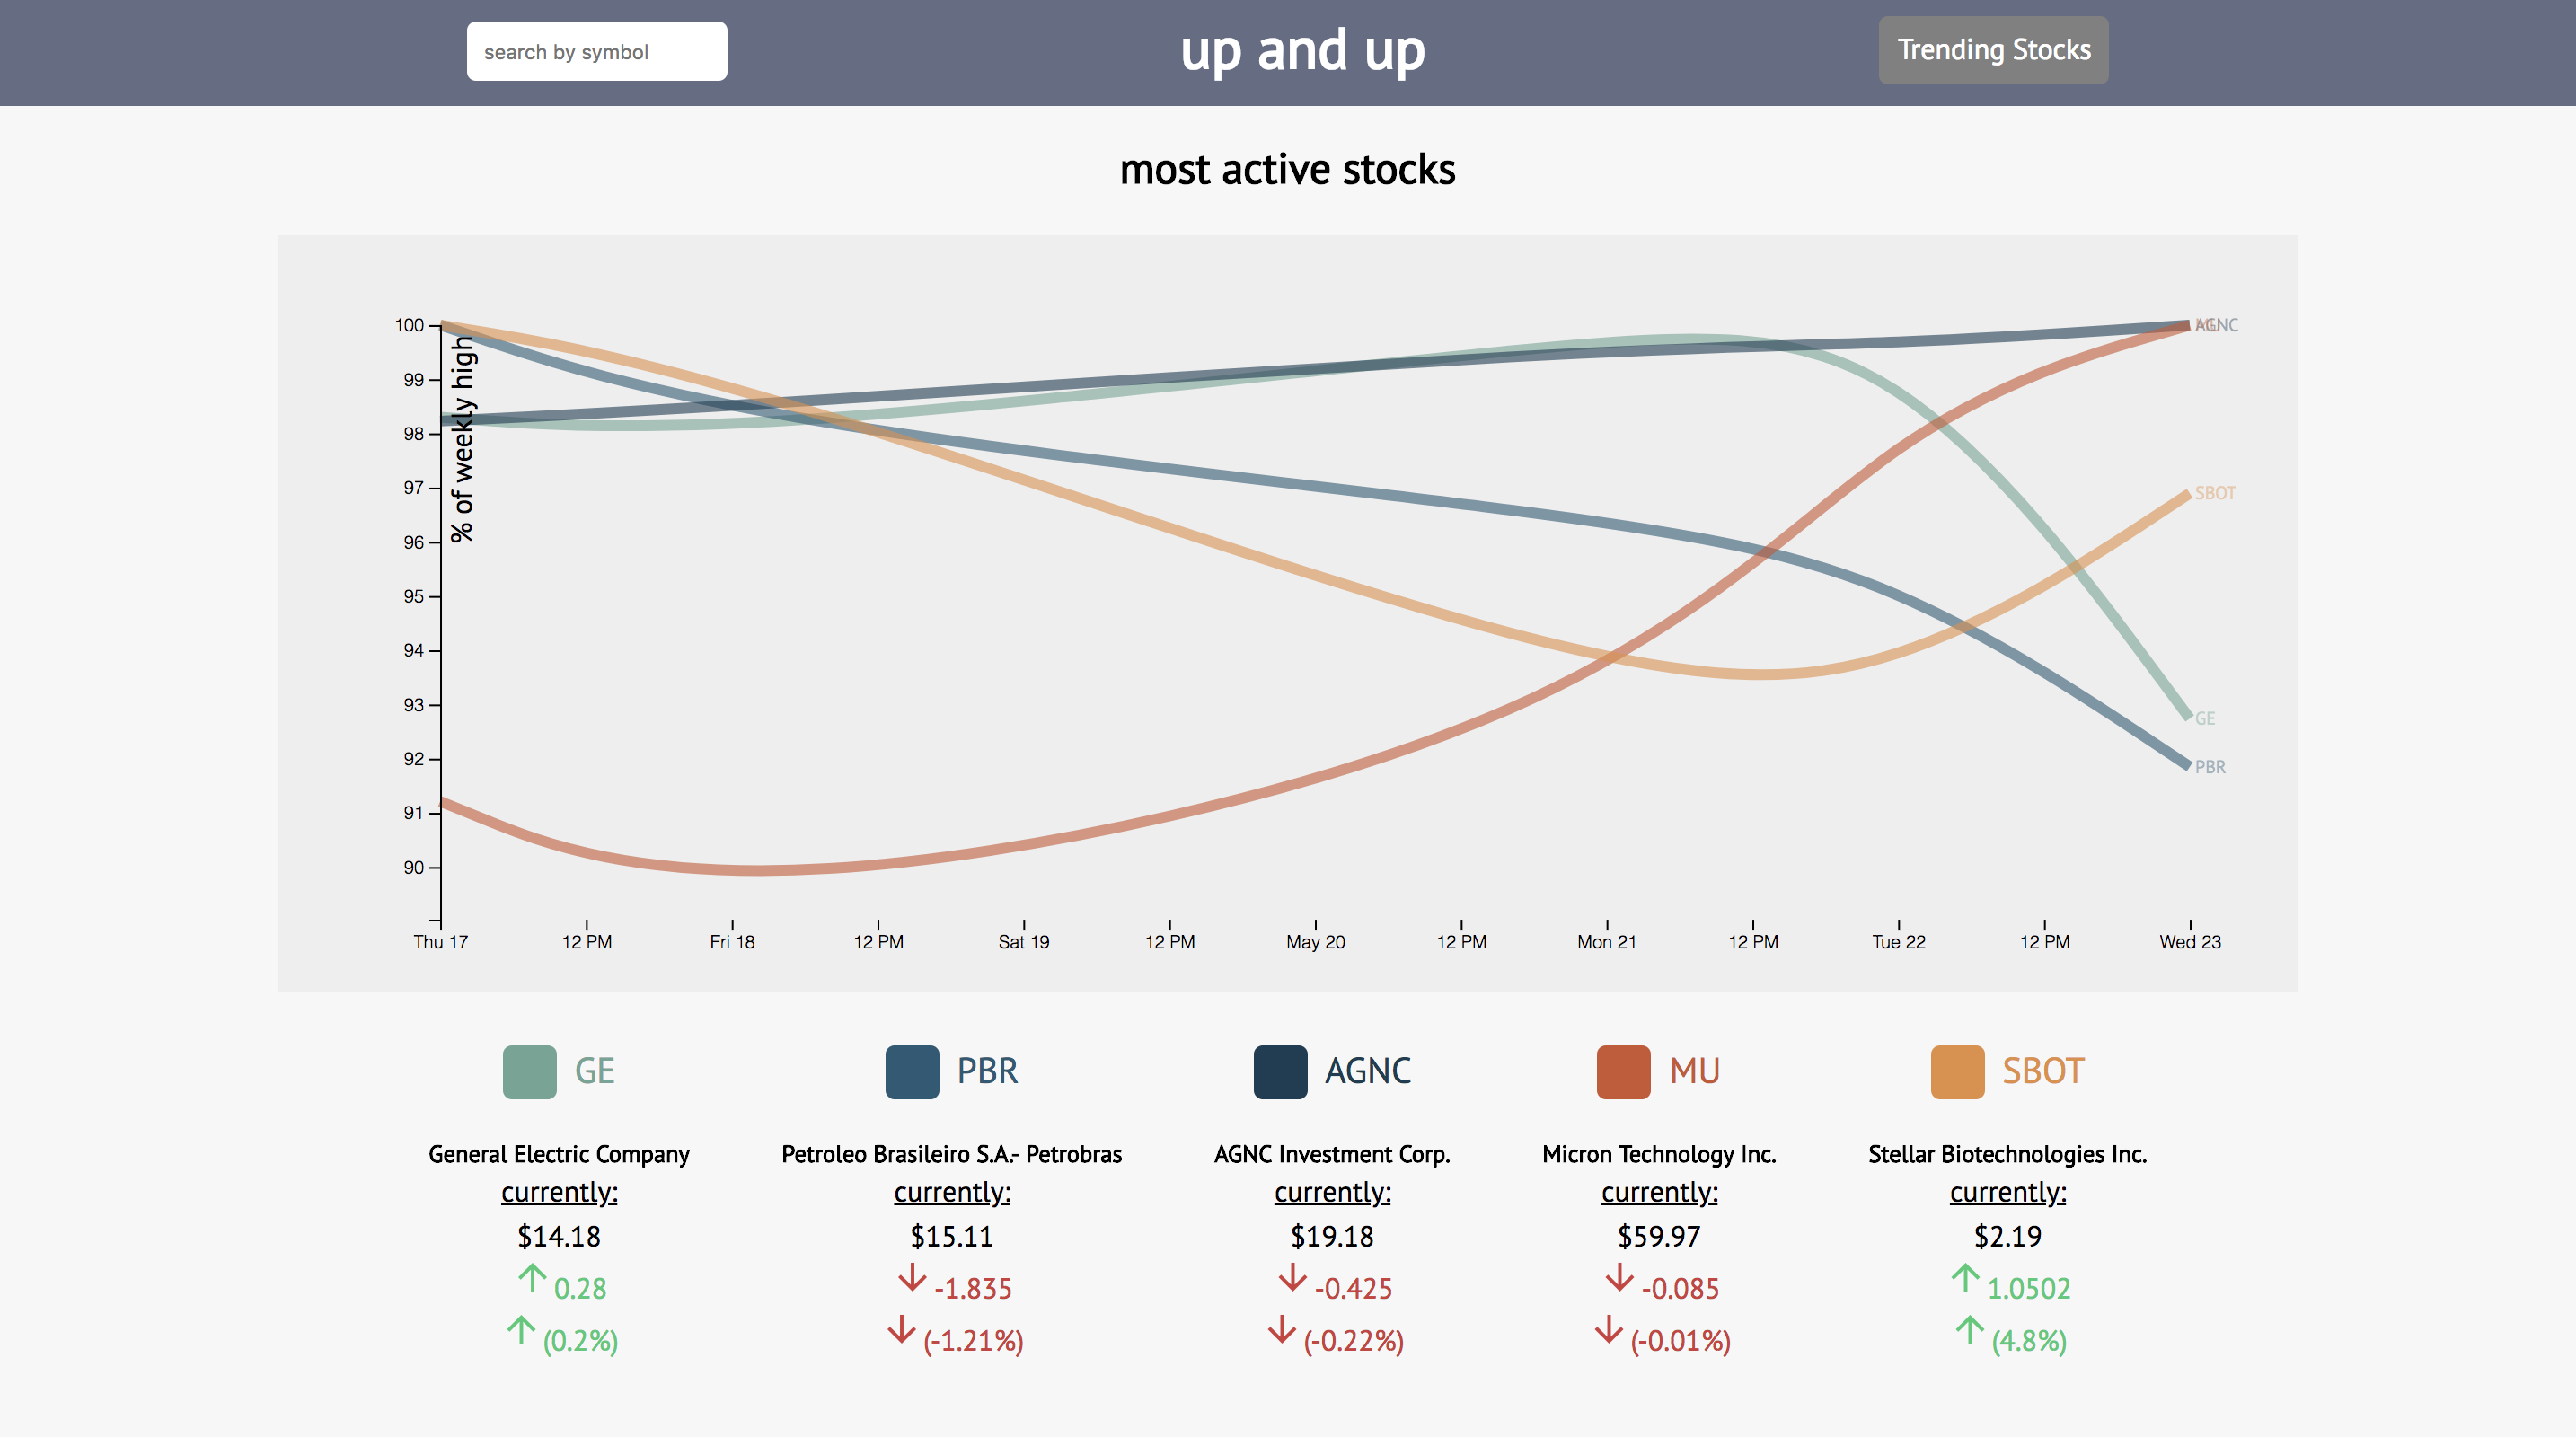 search by symbol
up and up
Trending Stocks
most active stocks
% of weekly high
100
99
98
97
96
95
94
93
92
91
90
Thu 17 12 PM Fri 18 12 PM Sat 19 12 PM May 20 12 PM Mon 21 12 PM Tue 22 12 PM Wed 23
AGNC
SBOT
GE
PBR
GE PBR AGNC MU SBOT
General Electric Company Petroleo Brasileiro S.A.- Petrobras AGNC Investment Corp. Micron Technology Inc. Stellar Biotechnologies Inc.
currently: currently: currently: currently: currently:
$14.18 $15.11 $19.18 $59.97 $2.19
0.28 -1.835 -0.425 -0.085 1.0502
(0.2%) (-1.21%) (-0.22%) (-0.01%) (4.8%)